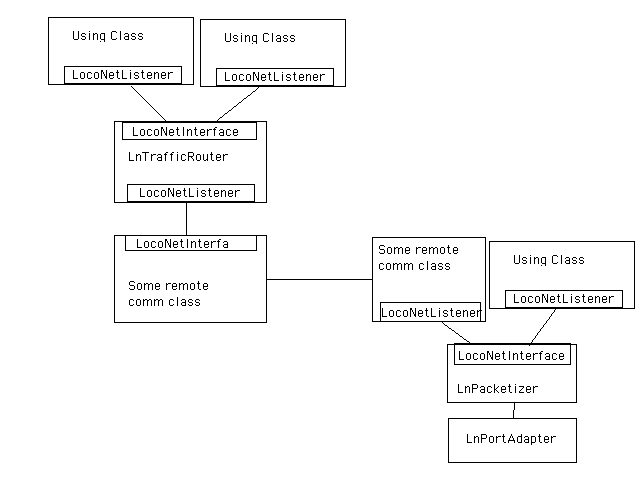 Using Class
LocoNetListener
Using Class
LocoNetListener
LocoNetInterface
LnTrafficRouter
LocoNetListener
LocoNetInterfa
Some remote
comm class
Some remote
comm class
LocoNetListener
Using Class
LocoNetListener
LocoNetInterface
LnPacketizer
LnPortAdapter